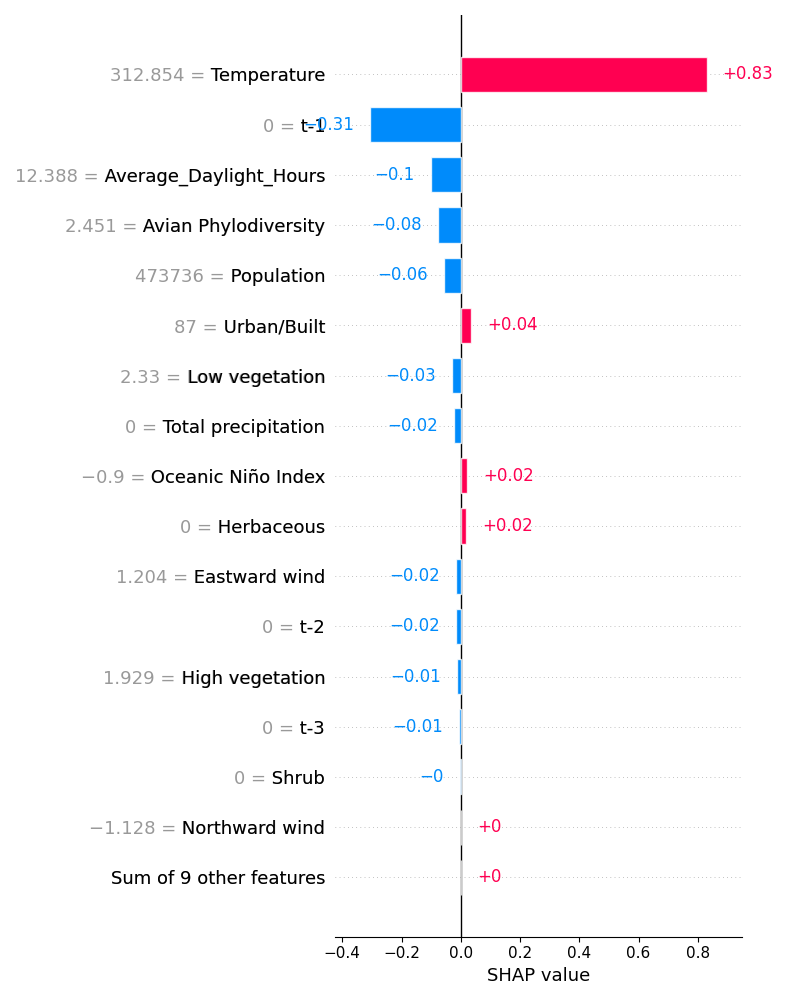 312.854 = Temperature +0.83
0 = t-1 −0.31
12.388 = Average_Daylight_Hours −0.1
2.451 = Avian Phylodiversity −0.08
473736 = Population −0.06
87 = Urban/Built +0.04
2.33 = Low vegetation −0.03
0 = Total precipitation −0.02
−0.9 = Oceanic Niño Index +0.02
0 = Herbaceous +0.02
1.204 = Eastward wind −0.02
0 = t-2 −0.02
1.929 = High vegetation −0.01
0 = t-3 −0.01
0 = Shrub −0
−1.128 = Northward wind +0
Sum of 9 other features +0
−0.4 −0.2 0.0 0.2 0.4 0.6 0.8
SHAP value